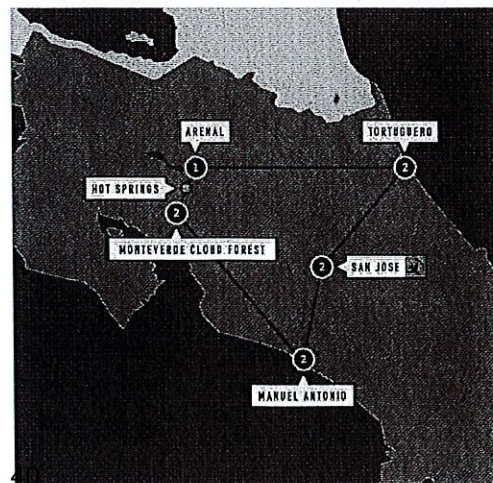 ARENAL
TORTUGUERO
1
2
HOT SPRINGS
2
MONTEVERDE CLOUD FOREST
2
SAN JOSE
2
MANUEL ANTONIO
40